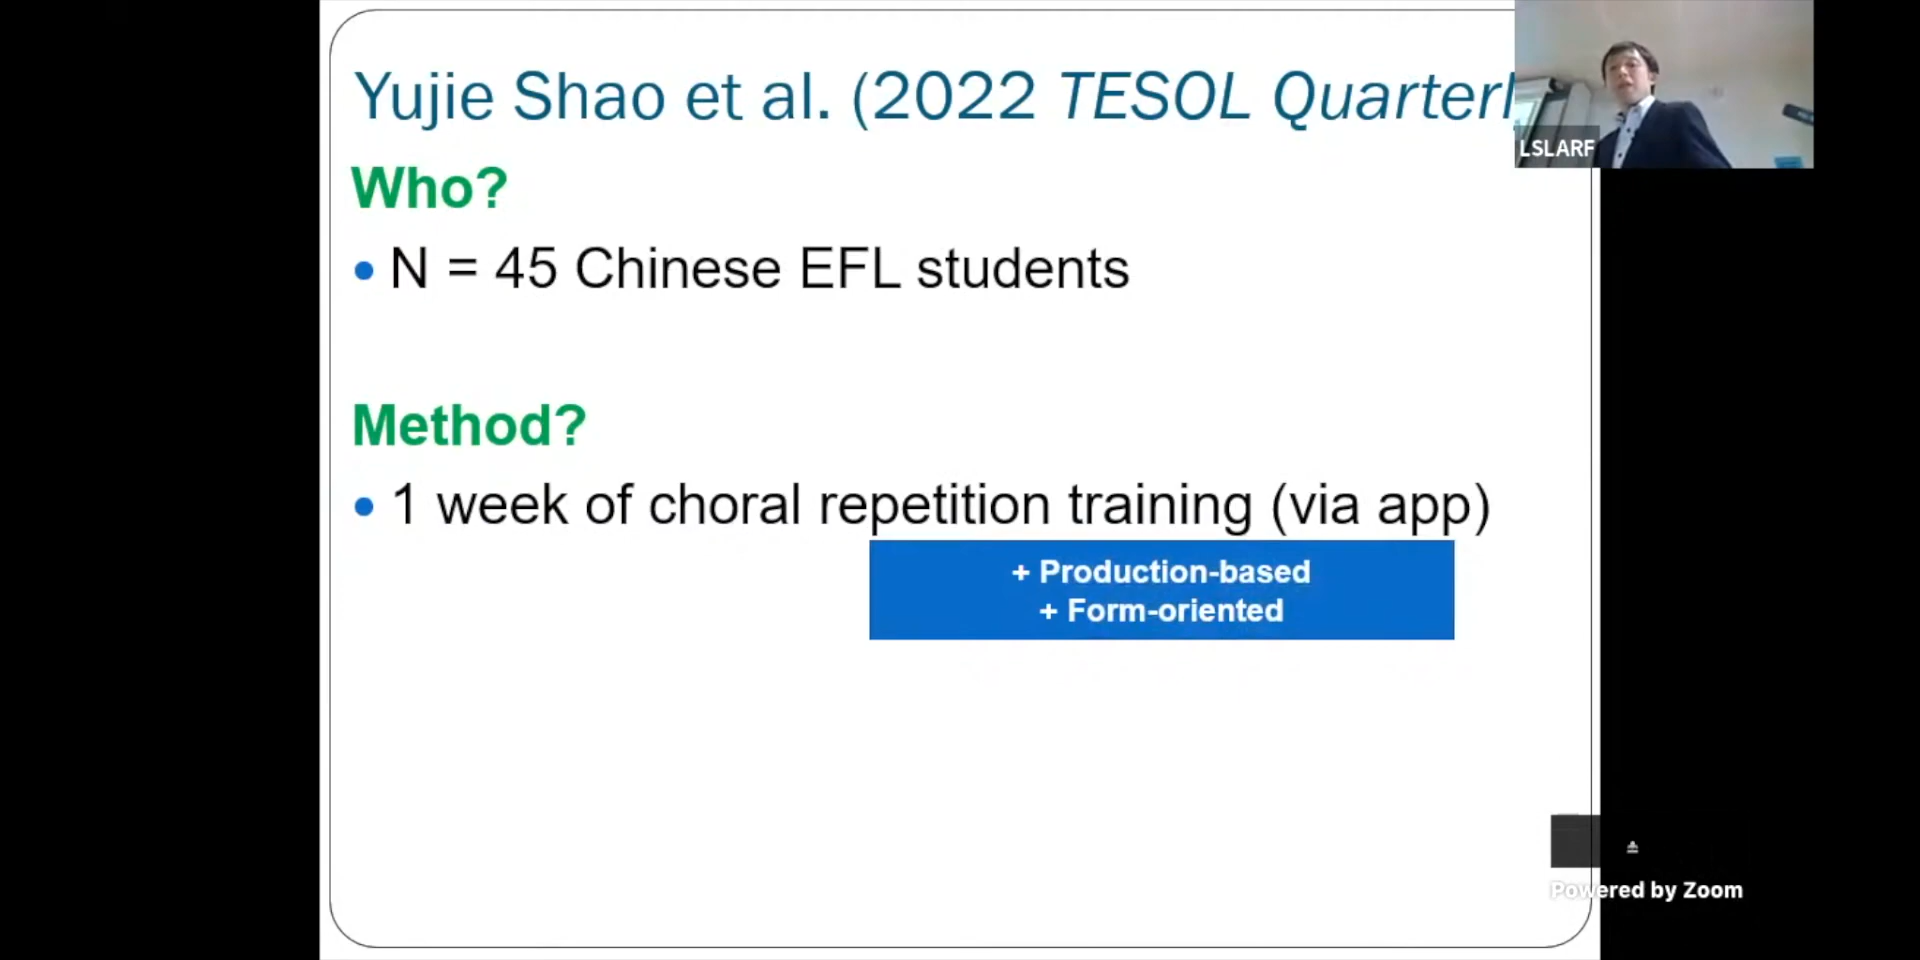 Yujie Shao et al. (2022 TESOL Quarterl
LSLARF
Who?
• N = 45 Chinese EFL students
Method?
• 1 week of choral repetition training (via app)
+ Production-based
+ Form-oriented
Powered by Zoom